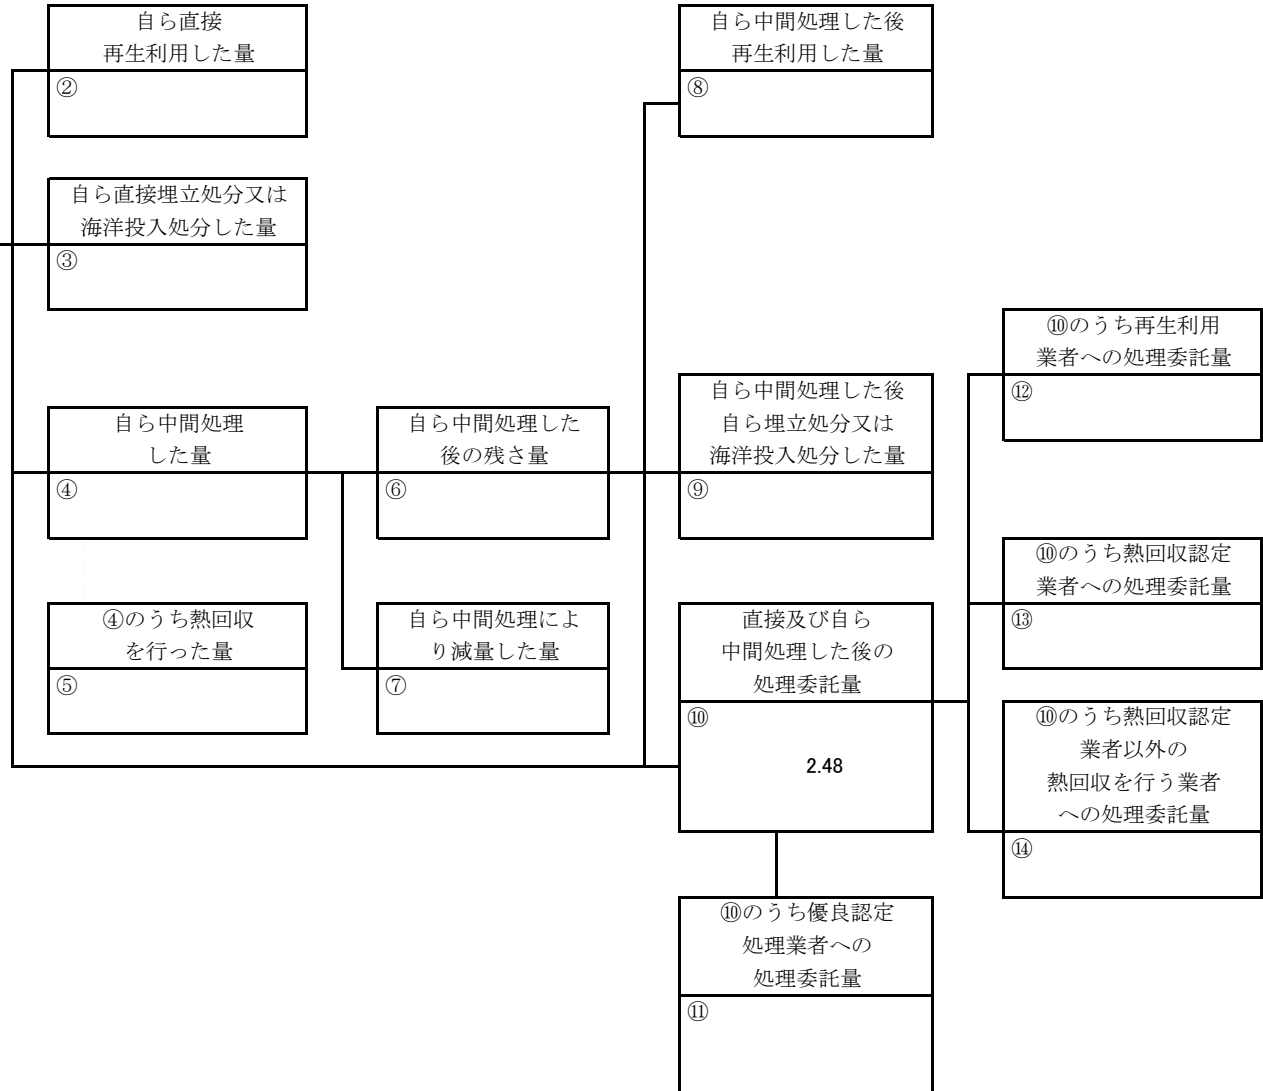 自ら直接
再生利用した量
②
自ら直接埋立処分又は
海洋投入処分した量
③
自ら中間処理
した量
④
④のうち熱回収
を行った量
⑤
自ら中間処理した
後の残さ量
⑥
自ら中間処理によ
り減量した量
⑦
自ら中間処理した後
再生利用した量
⑧
自ら中間処理した後
自ら埋立処分又は
海洋投入処分した量
⑨
直接及び自ら
中間処理した後の
処理委託量
⑩
2.48
⑩のうち優良認定
処理業者への
処理委託量
⑪
⑩のうち再生利用
業者への処理委託量
⑫
⑩のうち熱回収認定
業者への処理委託量
⑬
⑩のうち熱回収認定
業者以外の
熱回収を行う業者
への処理委託量
⑭